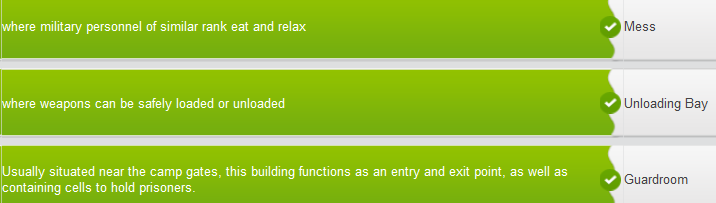 where military personnel of similar rank eat and relax
Mess
where weapons can be safely loaded or unloaded
Unloading Bay
Usually situated near the camp gates, this building functions as an entry and exit point, as well as
containing cells to hold prisoners.
Guardroom